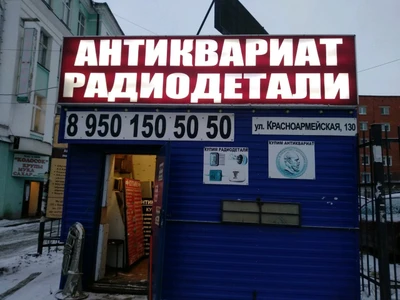 АНТИКВАРИАТ
РАДИОДЕТАЛИ
8 950 150 50 50
ул. КРАСНОАРМЕЙСКАЯ, 130
КУПИМ РАДИОДЕТАЛИ
КУПИМ АНТИКВАРИАТ